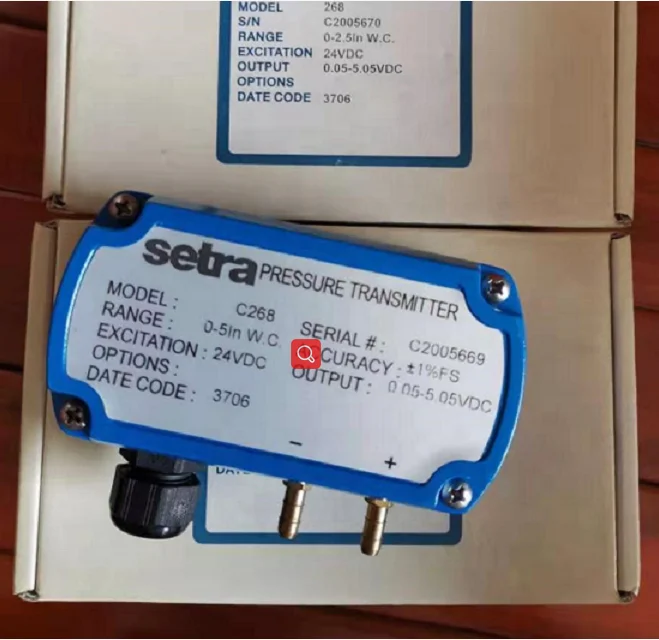 MODEL 268
S/N C2005670
RANGE 0-2.5In W.C.
EXCITATION 24VDC
OUTPUT 0.05-5.05VDC
OPTIONS
DATE CODE 3706
setra PRESSURE TRANSMITTER
MODEL : C268
RANGE : 0-5In W.C.
EXCITATION : 24VDC
OPTIONS :
DATE CODE : 3706
SERIAL # : C2005669
CCURACY : ±1%FS
OUTPUT : 0.05-5.05VDC
- +